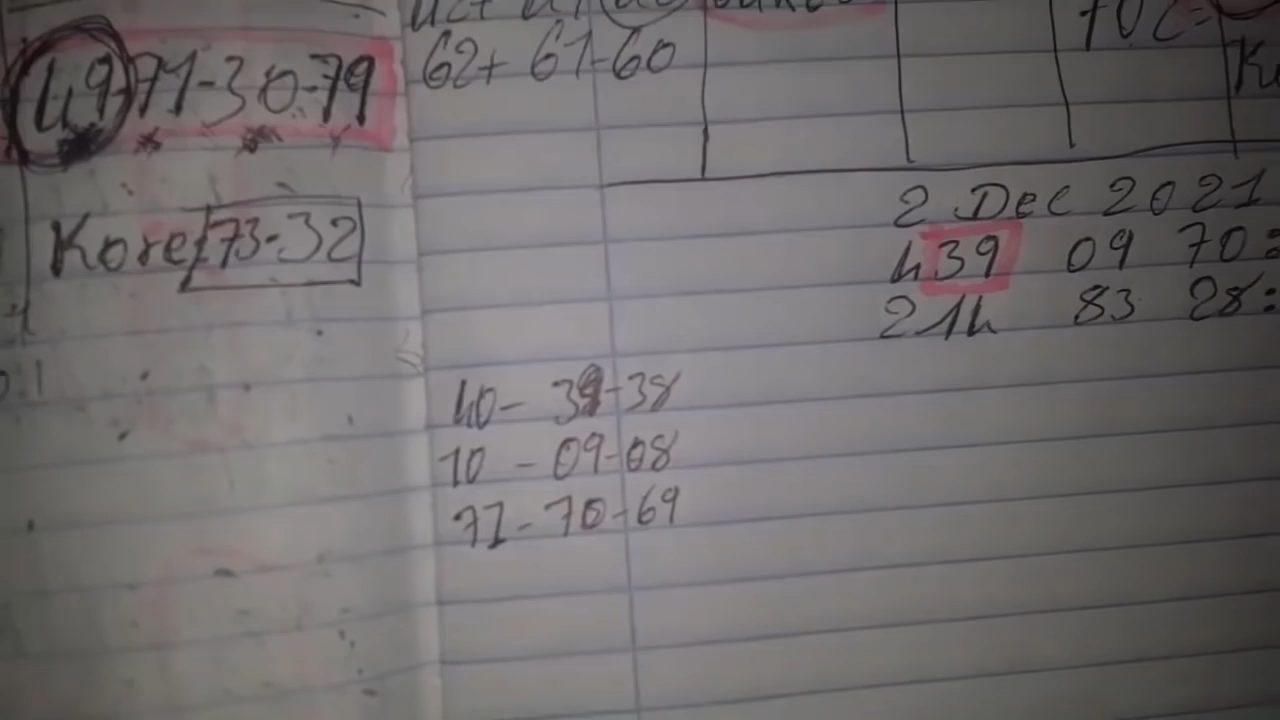 49-71-30-79
62+ 61-60
Kore 73-32
2 Dec 2021
439 09 70=
214 83 28:
40- 39-38
10 - 09-08
71-70-69